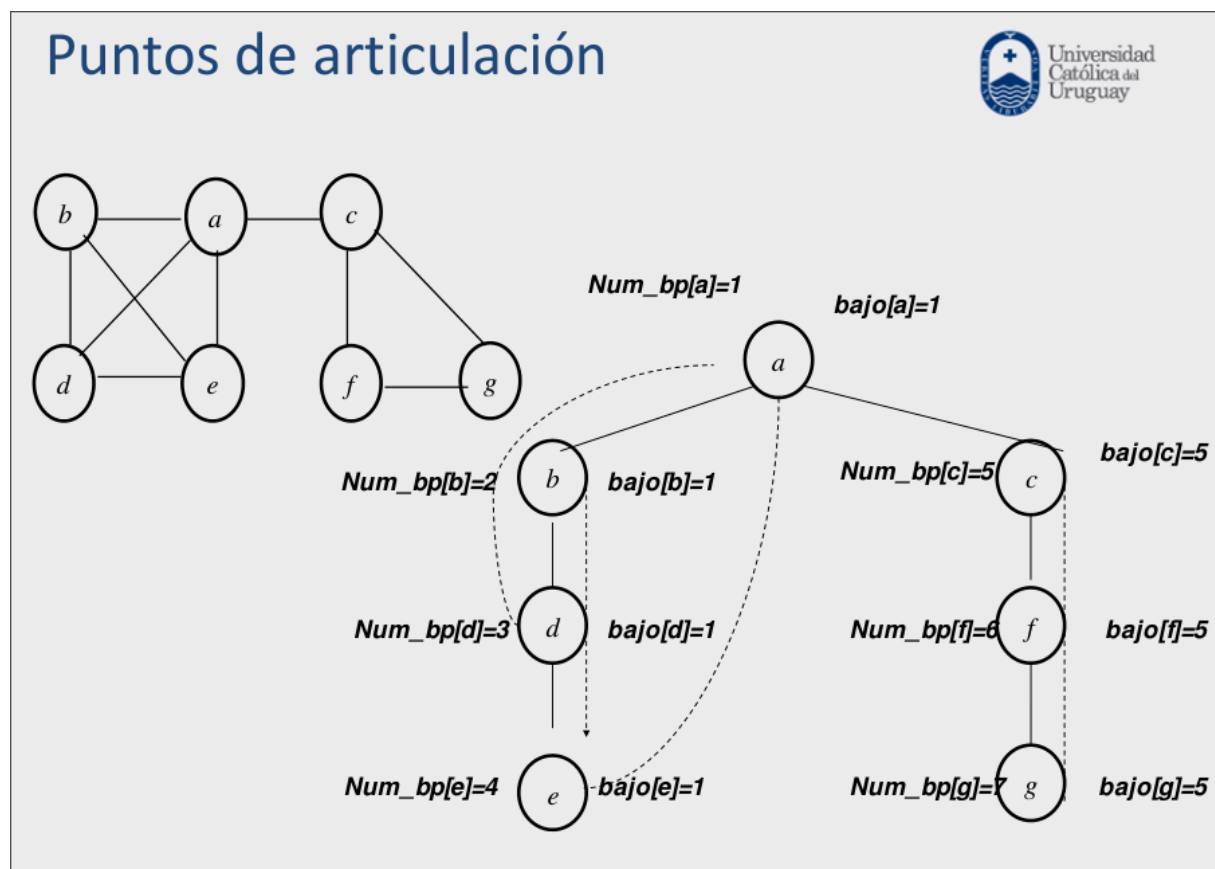 Puntos de articulación
Universidad
Católica del
Uruguay
b
a
c
d
e
f
g
Num_bp[a]=1
bajo[a]=1
a
Num_bp[b]=2
b
bajo[b]=1
Num_bp[c]=5
c
bajo[c]=5
Num_bp[d]=3
d
bajo[d]=1
Num_bp[f]=6
f
bajo[f]=5
Num_bp[e]=4
e
bajo[e]=1
Num_bp[g]=7
g
bajo[g]=5